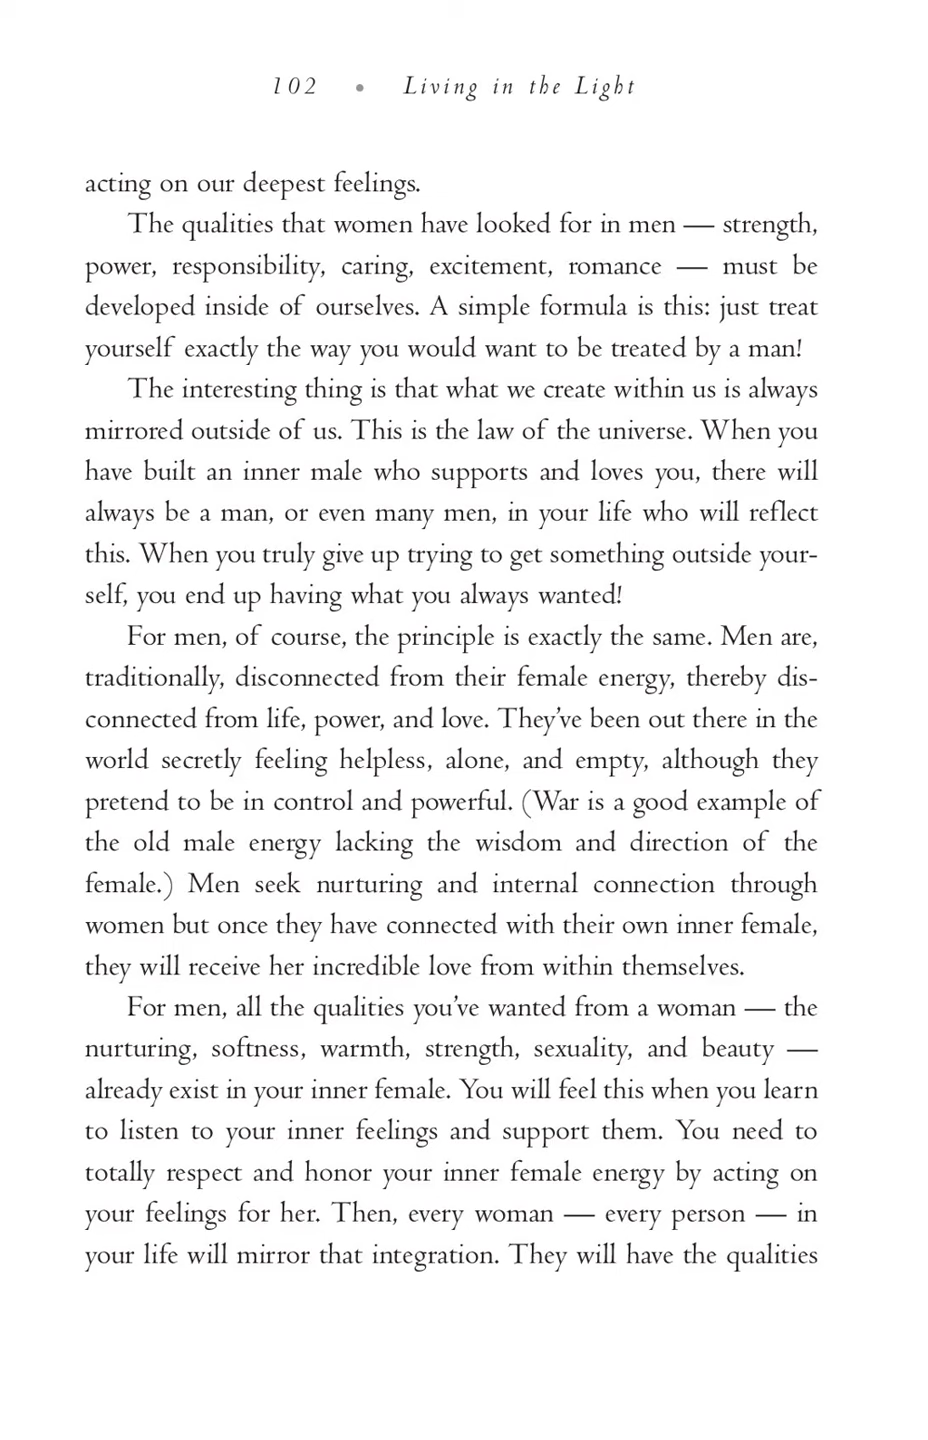 102 • Living in the Light
acting on our deepest feelings.
The qualities that women have looked for in men — strength,
power, responsibility, caring, excitement, romance — must be
developed inside of ourselves. A simple formula is this: just treat
yourself exactly the way you would want to be treated by a man!
The interesting thing is that what we create within us is always
mirrored outside of us. This is the law of the universe. When you
have built an inner male who supports and loves you, there will
always be a man, or even many men, in your life who will reflect
this. When you truly give up trying to get something outside your-
self, you end up having what you always wanted!
For men, of course, the principle is exactly the same. Men are,
traditionally, disconnected from their female energy, thereby dis-
connected from life, power, and love. They’ve been out there in the
world secretly feeling helpless, alone, and empty, although they
pretend to be in control and powerful. (War is a good example of
the old male energy lacking the wisdom and direction of the
female.) Men seek nurturing and internal connection through
women but once they have connected with their own inner female,
they will receive her incredible love from within themselves.
For men, all the qualities you’ve wanted from a woman — the
nurturing, softness, warmth, strength, sexuality, and beauty —
already exist in your inner female. You will feel this when you learn
to listen to your inner feelings and support them. You need to
totally respect and honor your inner female energy by acting on
your feelings for her. Then, every woman — every person — in
your life will mirror that integration. They will have the qualities